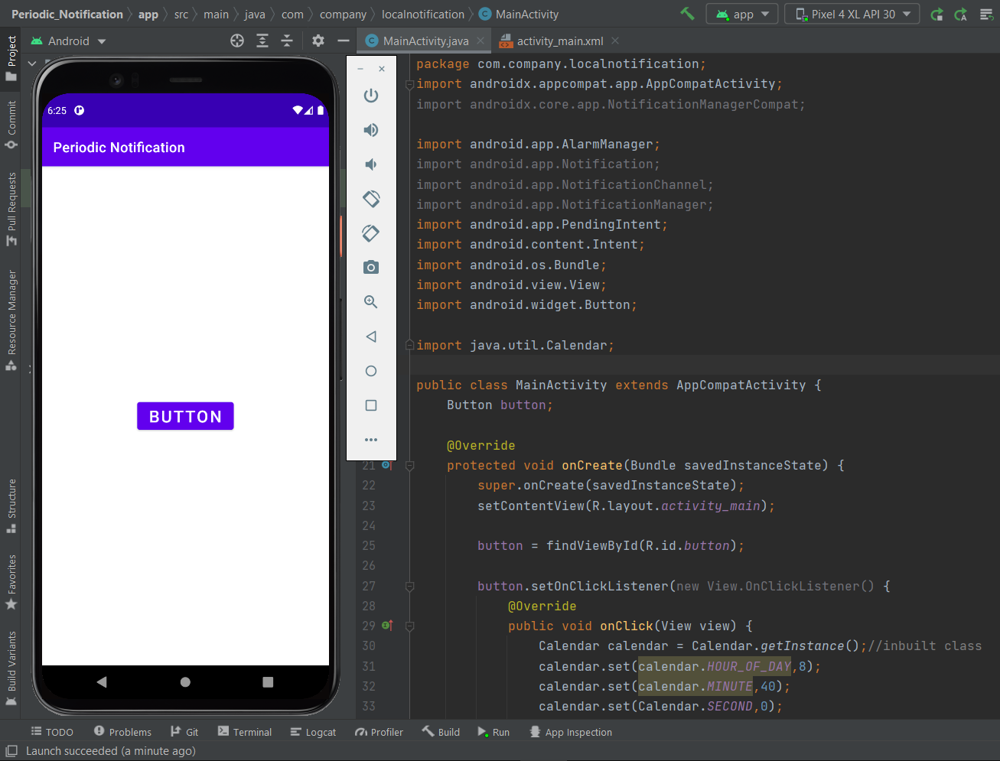 Periodic_Notification app src main java com company localnotification MainActivity
app Pixel 4 XL API 30
Android
MainActivity.java activity_main.xml
Project
Commit
Pull Requests
Resource Manager
Structure
Favorites
Build Variants
6:25
Periodic Notification
BUTTON
package com.company.localnotification;
import androidx.appcompat.app.AppCompatActivity;
import androidx.core.app.NotificationManagerCompat;
import android.app.AlarmManager;
import android.app.Notification;
import android.app.NotificationChannel;
import android.app.NotificationManager;
import android.app.PendingIntent;
import android.content.Intent;
import android.os.Bundle;
import android.view.View;
import android.widget.Button;
import java.util.Calendar;
public class MainActivity extends AppCompatActivity {
Button button;
@Override
21 protected void onCreate(Bundle savedInstanceState) {
22 super.onCreate(savedInstanceState);
23 setContentView(R.layout.activity_main);
24
25 button = findViewById(R.id.button);
26
27 button.setOnClickListener(new View.OnClickListener() {
28 @Override
29 public void onClick(View view) {
30 Calendar calendar = Calendar.getInstance();//inbuilt class
31 calendar.set(calendar.HOUR_OF_DAY,8);
32 calendar.set(calendar.MINUTE,40);
33 calendar.set(Calendar.SECOND,0);
TODO Problems Git Terminal Logcat Profiler Build Run App Inspection
Launch succeeded (a minute ago)